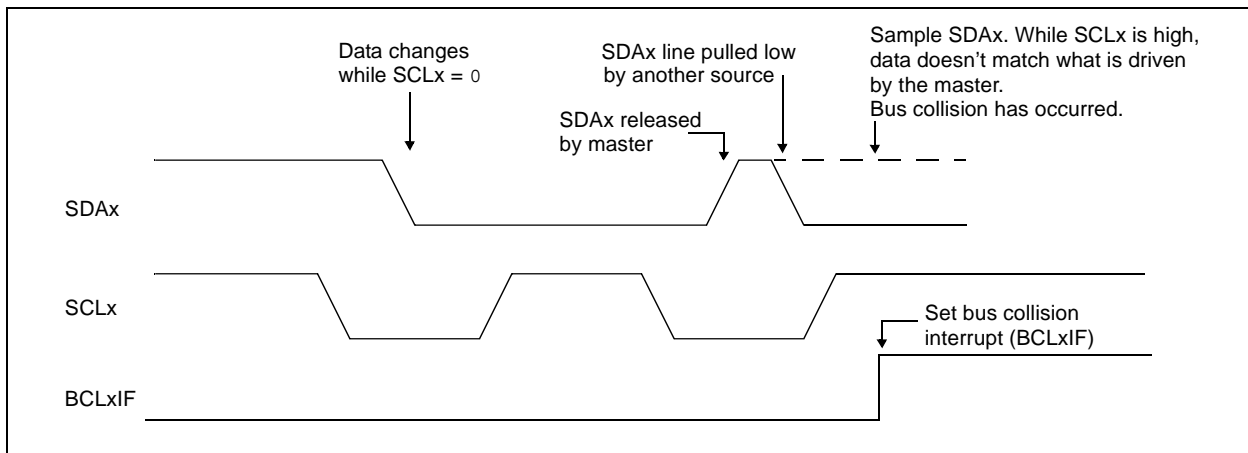 Data changes
while SCLx = 0
SDAx line pulled low
by another source
Sample SDAx. While SCLx is high,
data doesn't match what is driven
by the master.
Bus collision has occurred.
SDAx released
by master
SDAx
SCLx
Set bus collision
interrupt (BCLxIF)
BCLxIF